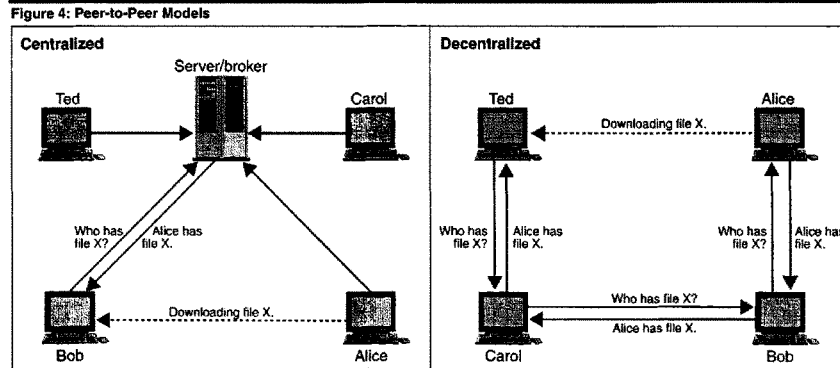 Figure 4: Peer-to-Peer Models
Centralized
Server/broker
Ted
Carol
Who has
file X?
Alice has
file X.
Downloading file X.
Bob
Alice
Decentralized
Ted
Alice
Downloading file X.
Who has
file X?
Alice has
file X.
Who has
file X?
Alice has
file X.
Who has file X?
Alice has file X.
Carol
Bob